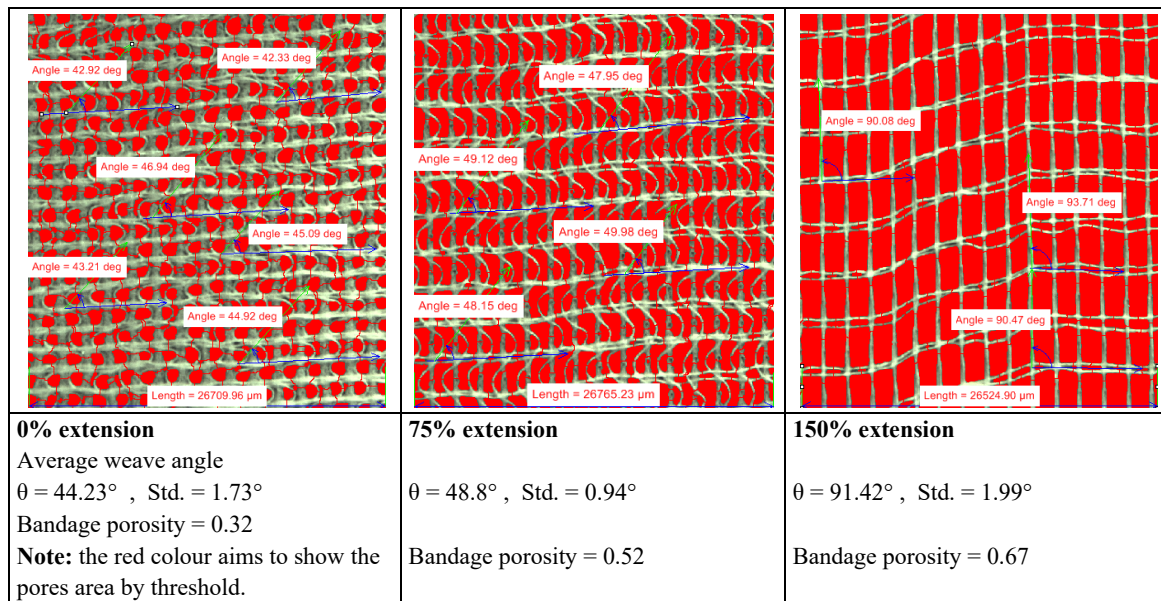 Angle = 42.92 deg
Angle = 42.33 deg
Angle = 46.94 deg
Angle = 45.09 deg
Angle = 43.21 deg
Angle = 44.92 deg
Length = 26709.96 µm
Angle = 47.95 deg
Angle = 49.12 deg
Angle = 49.98 deg
Angle = 48.15 deg
Length = 26765.23 µm
Angle = 90.08 deg
Angle = 93.71 deg
Angle = 90.47 deg
Length = 26524.90 µm
0% extension
Average weave angle
θ = 44.23° , Std. = 1.73°
Bandage porosity = 0.32
Note: the red colour aims to show the
pores area by threshold.
75% extension
θ = 48.8° , Std. = 0.94°
Bandage porosity = 0.52
150% extension
θ = 91.42° , Std. = 1.99°
Bandage porosity = 0.67